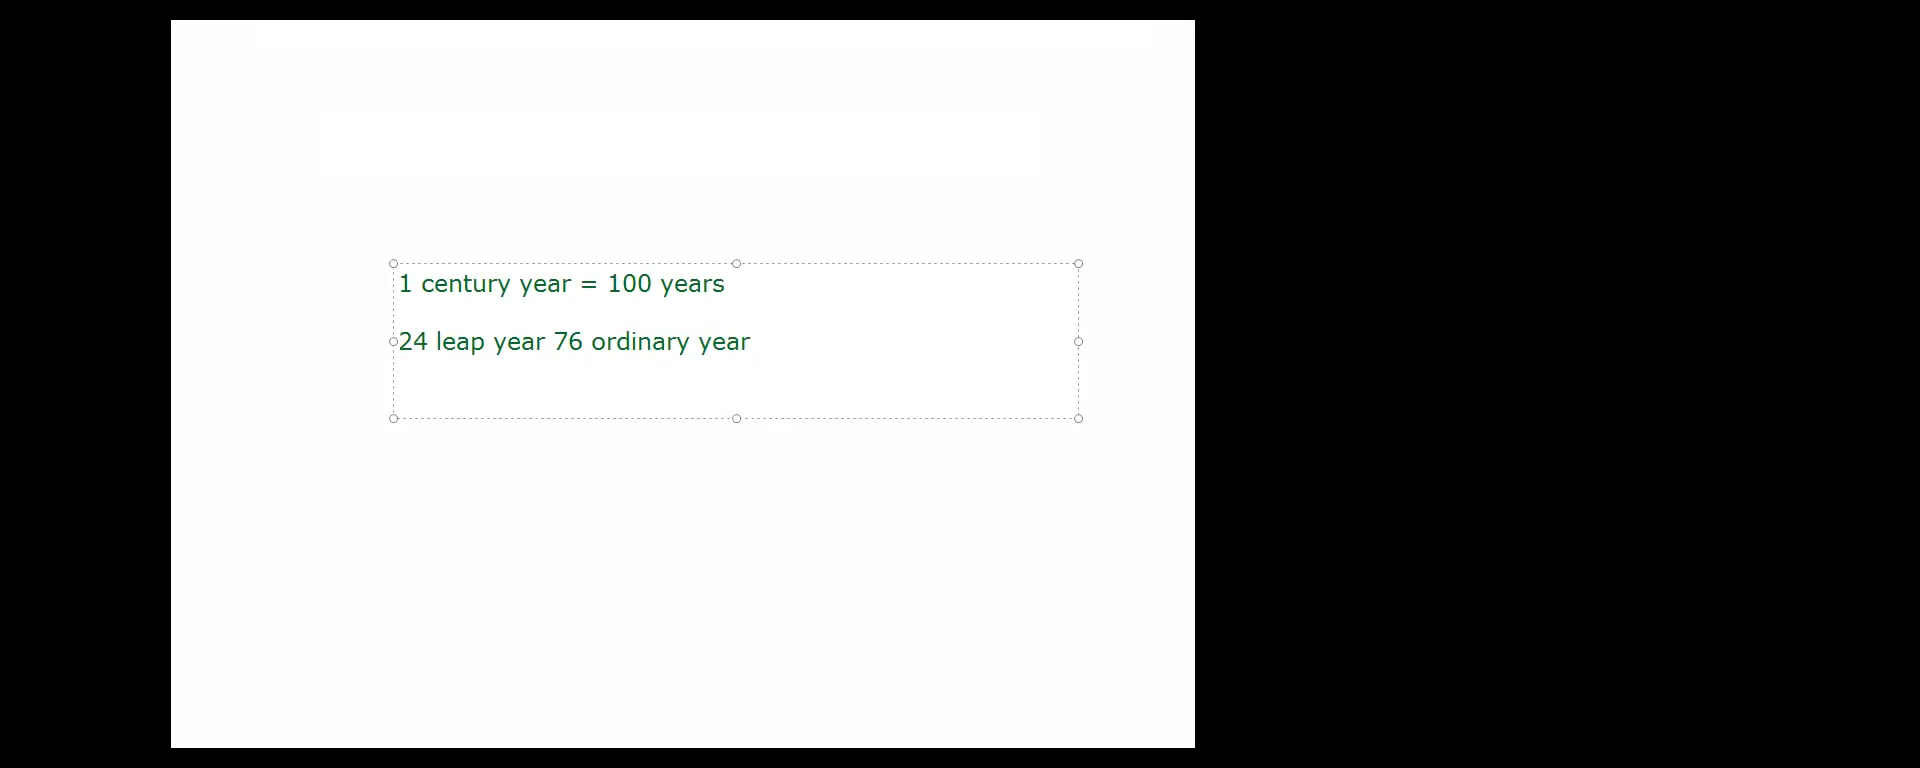 1 century year = 100 years
24 leap year 76 ordinary year